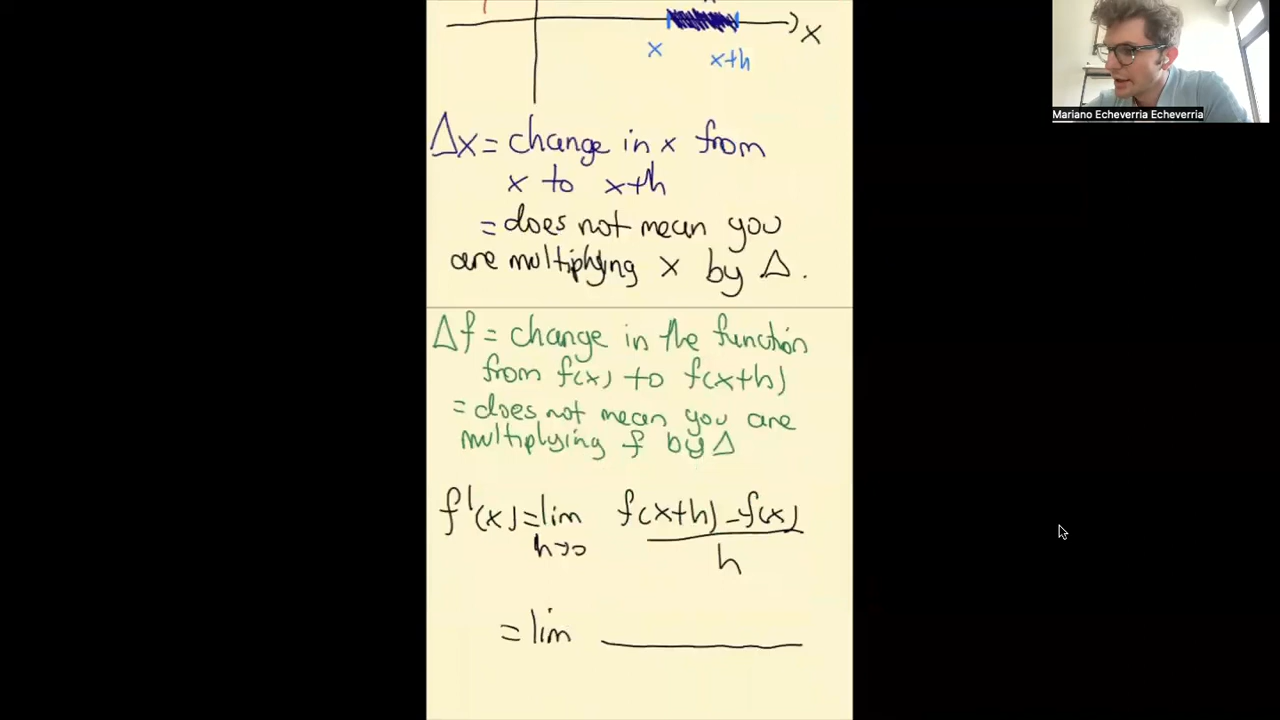 x
x
x+h
Mariano Echeverria Echeverria
Δx = change in x from
x to x+h
= does not mean you
are multiplying x by Δ.
Δf = change in the function
from f(x) to f(x+h)
= does not mean you are
multiplying f by Δ
f'(x) = lim f(x+h) - f(x)
h→0 h
= lim